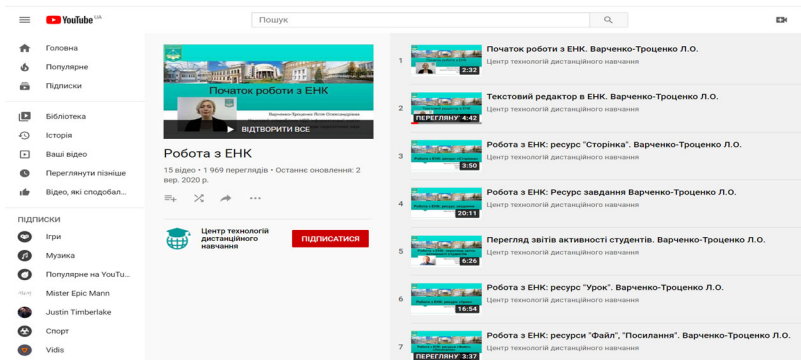 YouTube UA
Пошук
Головна
Популярне
Підписки
Бібліотека
Історія
Ваші відео
Переглянути пізніше
Відео, які сподобал...
ПІДПИСКИ
Ігри
Музика
Популярне на YouTu...
Mister Epic Mann
Justin Timberlake
Спорт
Vidis
Початок роботи з ЕНК
Варченко-Троценко Лілія Олександрівна
ВІДТВОРИТИ ВСЕ
Робота з ЕНК
15 відео • 1 969 переглядів • Останнє оновлення: 2
вер. 2020 р.
Центр технологій
дистанційного
навчання
ПІДПИСАТИСЯ
1
2:32
Початок роботи з ЕНК. Варченко-Троценко Л.О.
Центр технологій дистанційного навчання
2
ПЕРЕГЛЯНУ 4:42
Текстовий редактор в ЕНК. Варченко-Троценко Л.О.
Центр технологій дистанційного навчання
3
3:50
Робота з ЕНК: ресурс "Сторінка". Варченко-Троценко Л.О.
Центр технологій дистанційного навчання
4
20:11
Робота з ЕНК: Ресурс завдання Варченко-Троценко Л.О.
Центр технологій дистанційного навчання
5
6:26
Перегляд звітів активності студентів. Варченко-Троценко Л.О.
Центр технологій дистанційного навчання
6
16:54
Робота з ЕНК: ресурс "Урок". Варченко-Троценко Л.О.
Центр технологій дистанційного навчання
7
ПЕРЕГЛЯНУ 3:37
Робота з ЕНК: ресурси "Файл", "Посилання". Варченко-Троценко Л.О.
Центр технологій дистанційного навчання